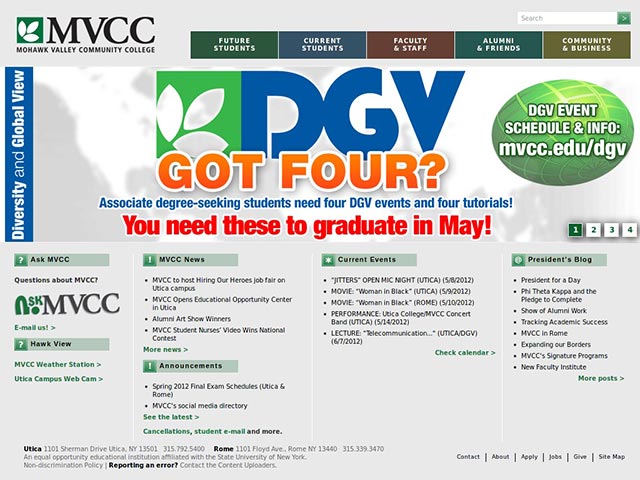 MVCC
MOHAWK VALLEY COMMUNITY COLLEGE
Search
FUTURE
STUDENTS
CURRENT
STUDENTS
FACULTY
& STAFF
ALUMNI
& FRIENDS
COMMUNITY
& BUSINESS
Diversity and Global View
DGV
GOT FOUR?
Associate degree-seeking students need four DGV events and four tutorials!
You need these to graduate in May!
DGV EVENT
SCHEDULE & INFO:
mvcc.edu/dgv
1 2 3 4
? Ask MVCC
Questions about MVCC?
ASK MVCC
E-mail us! >
? Hawk View
MVCC Weather Station >
Utica Campus Web Cam >
! MVCC News
• MVCC to host Hiring Our Heroes job fair on
Utica campus
• MVCC Opens Educational Opportunity Center
in Utica
• Alumni Art Show Winners
• MVCC Student Nurses' Video Wins National
Contest
More news >
! Announcements
• Spring 2012 Final Exam Schedules (Utica &
Rome)
• MVCC's social media directory
See the latest >
Cancellations, student e-mail and more.
* Current Events
• "JITTERS" OPEN MIC NIGHT (UTICA) (5/8/2012)
• MOVIE: "Woman in Black" (UTICA) (5/9/2012)
• MOVIE: "Woman in Black" (ROME) (5/10/2012)
• PERFORMANCE: Utica College/MVCC Concert
Band (UTICA) (5/14/2012)
• LECTURE: "Telecommunication..." (UTICA/DGV)
(6/7/2012)
Check calendar >
@ President's Blog
• President for a Day
• Phi Theta Kappa and the
Pledge to Complete
• Show of Alumni Work
• Tracking Academic Success
• MVCC in Rome
• Expanding our Borders
• MVCC's Signature Programs
• New Faculty Institute
More posts >
Utica 1101 Sherman Drive Utica, NY 13501 315.792.5400 Rome 1101 Floyd Ave., Rome NY 13440 315.339.3470
An equal opportunity educational institution affiliated with the State University of New York.
Non-discrimination Policy | Reporting an error? Contact the Content Uploaders.
Contact | About | Apply | Jobs | Give | Site Map